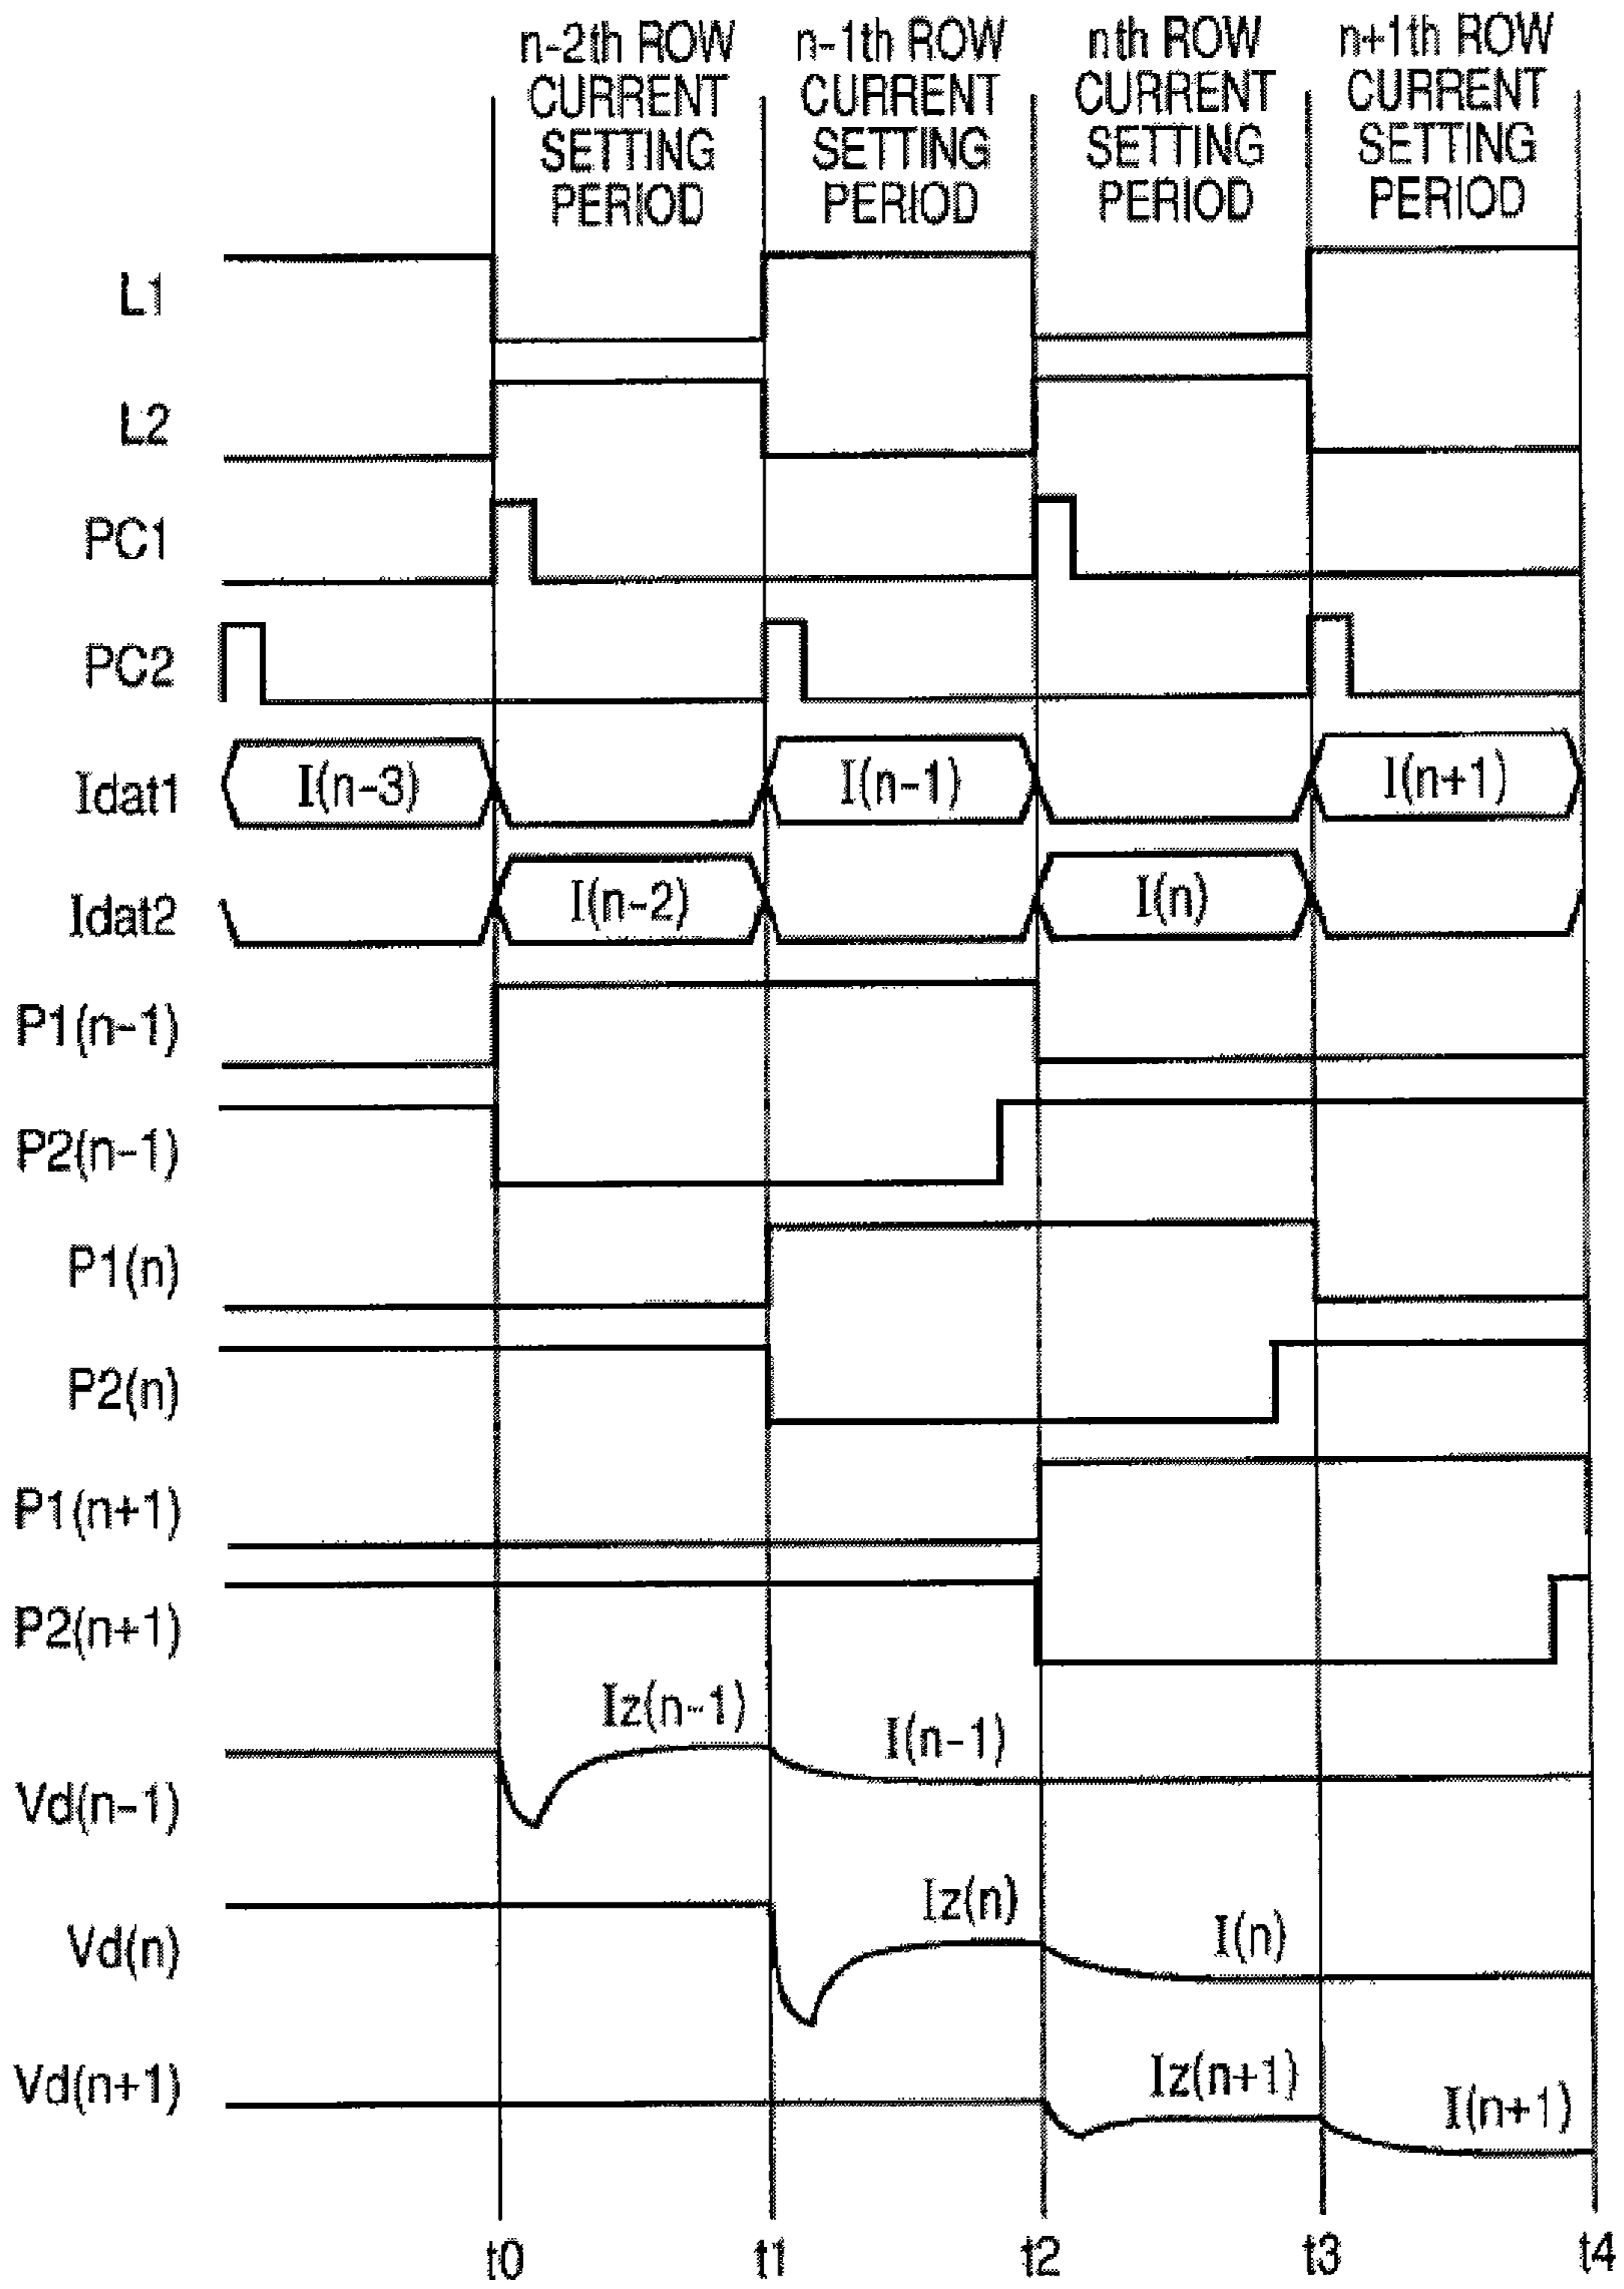 n-2th ROW
CURRENT
SETTING
PERIOD
n-1th ROW
CURRENT
SETTING
PERIOD
nth ROW
CURRENT
SETTING
PERIOD
n+1th ROW
CURRENT
SETTING
PERIOD
L1
L2
PC1
PC2
Idat1
I(n-3)
I(n-1)
I(n+1)
Idat2
I(n-2)
I(n)
P1(n-1)
P2(n-1)
P1(n)
P2(n)
P1(n+1)
P2(n+1)
Iz(n-1)
I(n-1)
Vd(n-1)
Iz(n)
I(n)
Vd(n)
Iz(n+1)
I(n+1)
Vd(n+1)
t0
t1
t2
t3
t4